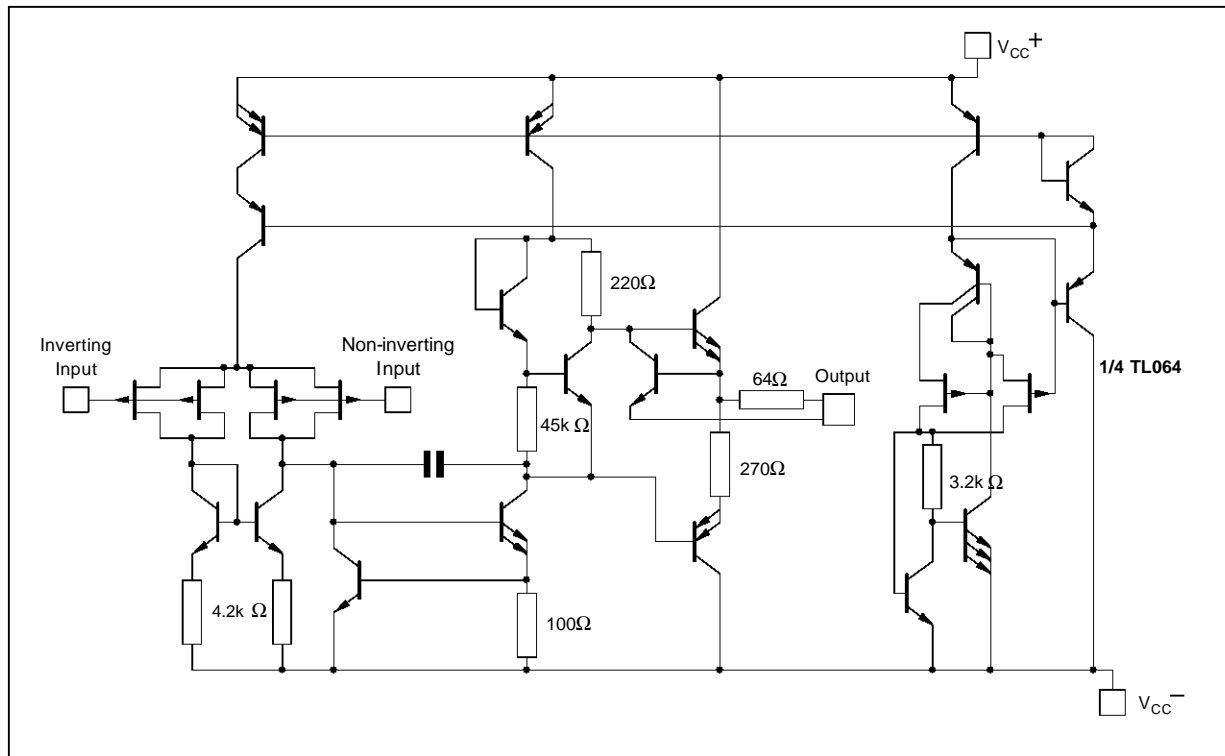 VCC+
220Ω
Inverting
Input
Non-inverting
Input
64Ω
Output
1/4 TL064
45k Ω
270Ω
3.2k Ω
4.2k Ω
100Ω
VCC−